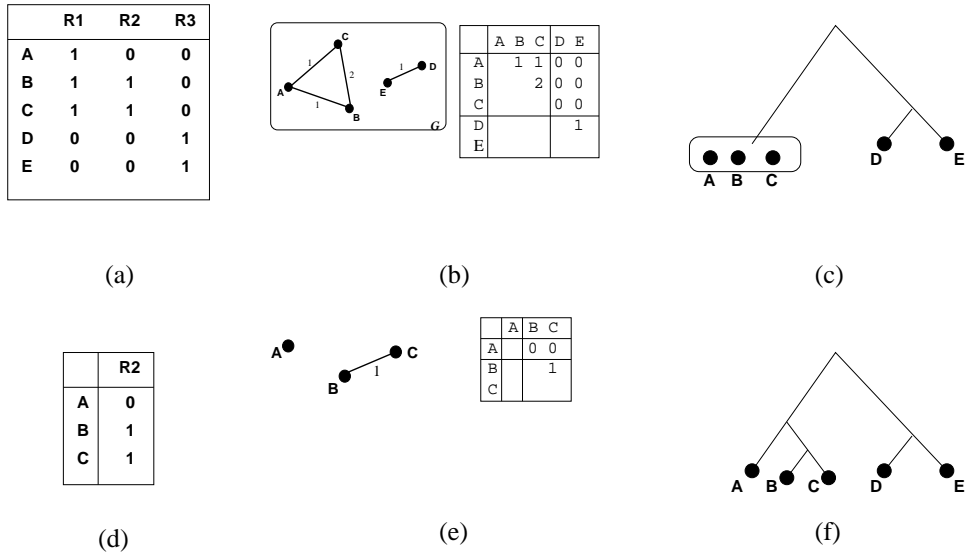 R1 R2 R3
A 1 0 0
B 1 1 0
C 1 1 0
D 0 0 1
E 0 0 1
(a)
C
1
2
A
1
B
1
D
E
G
A B C D E
A 1 1 0 0
B 2 0 0
C 0 0
D 1
E
(b)
A B C
D
E
(c)
R2
A 0
B 1
C 1
(d)
A
C
B
1
A B C
A 0 0
B 1
C
(e)
A B C D E
(f)